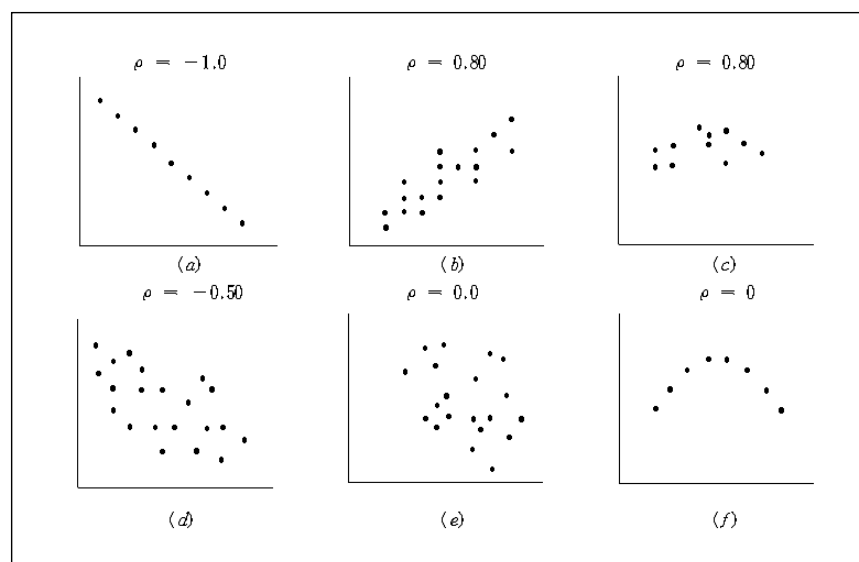 ρ = −1.0
ρ = 0.80
ρ = 0.80
(a)
(b)
(c)
ρ = −0.50
ρ = 0.0
ρ = 0
(d)
(e)
(f)